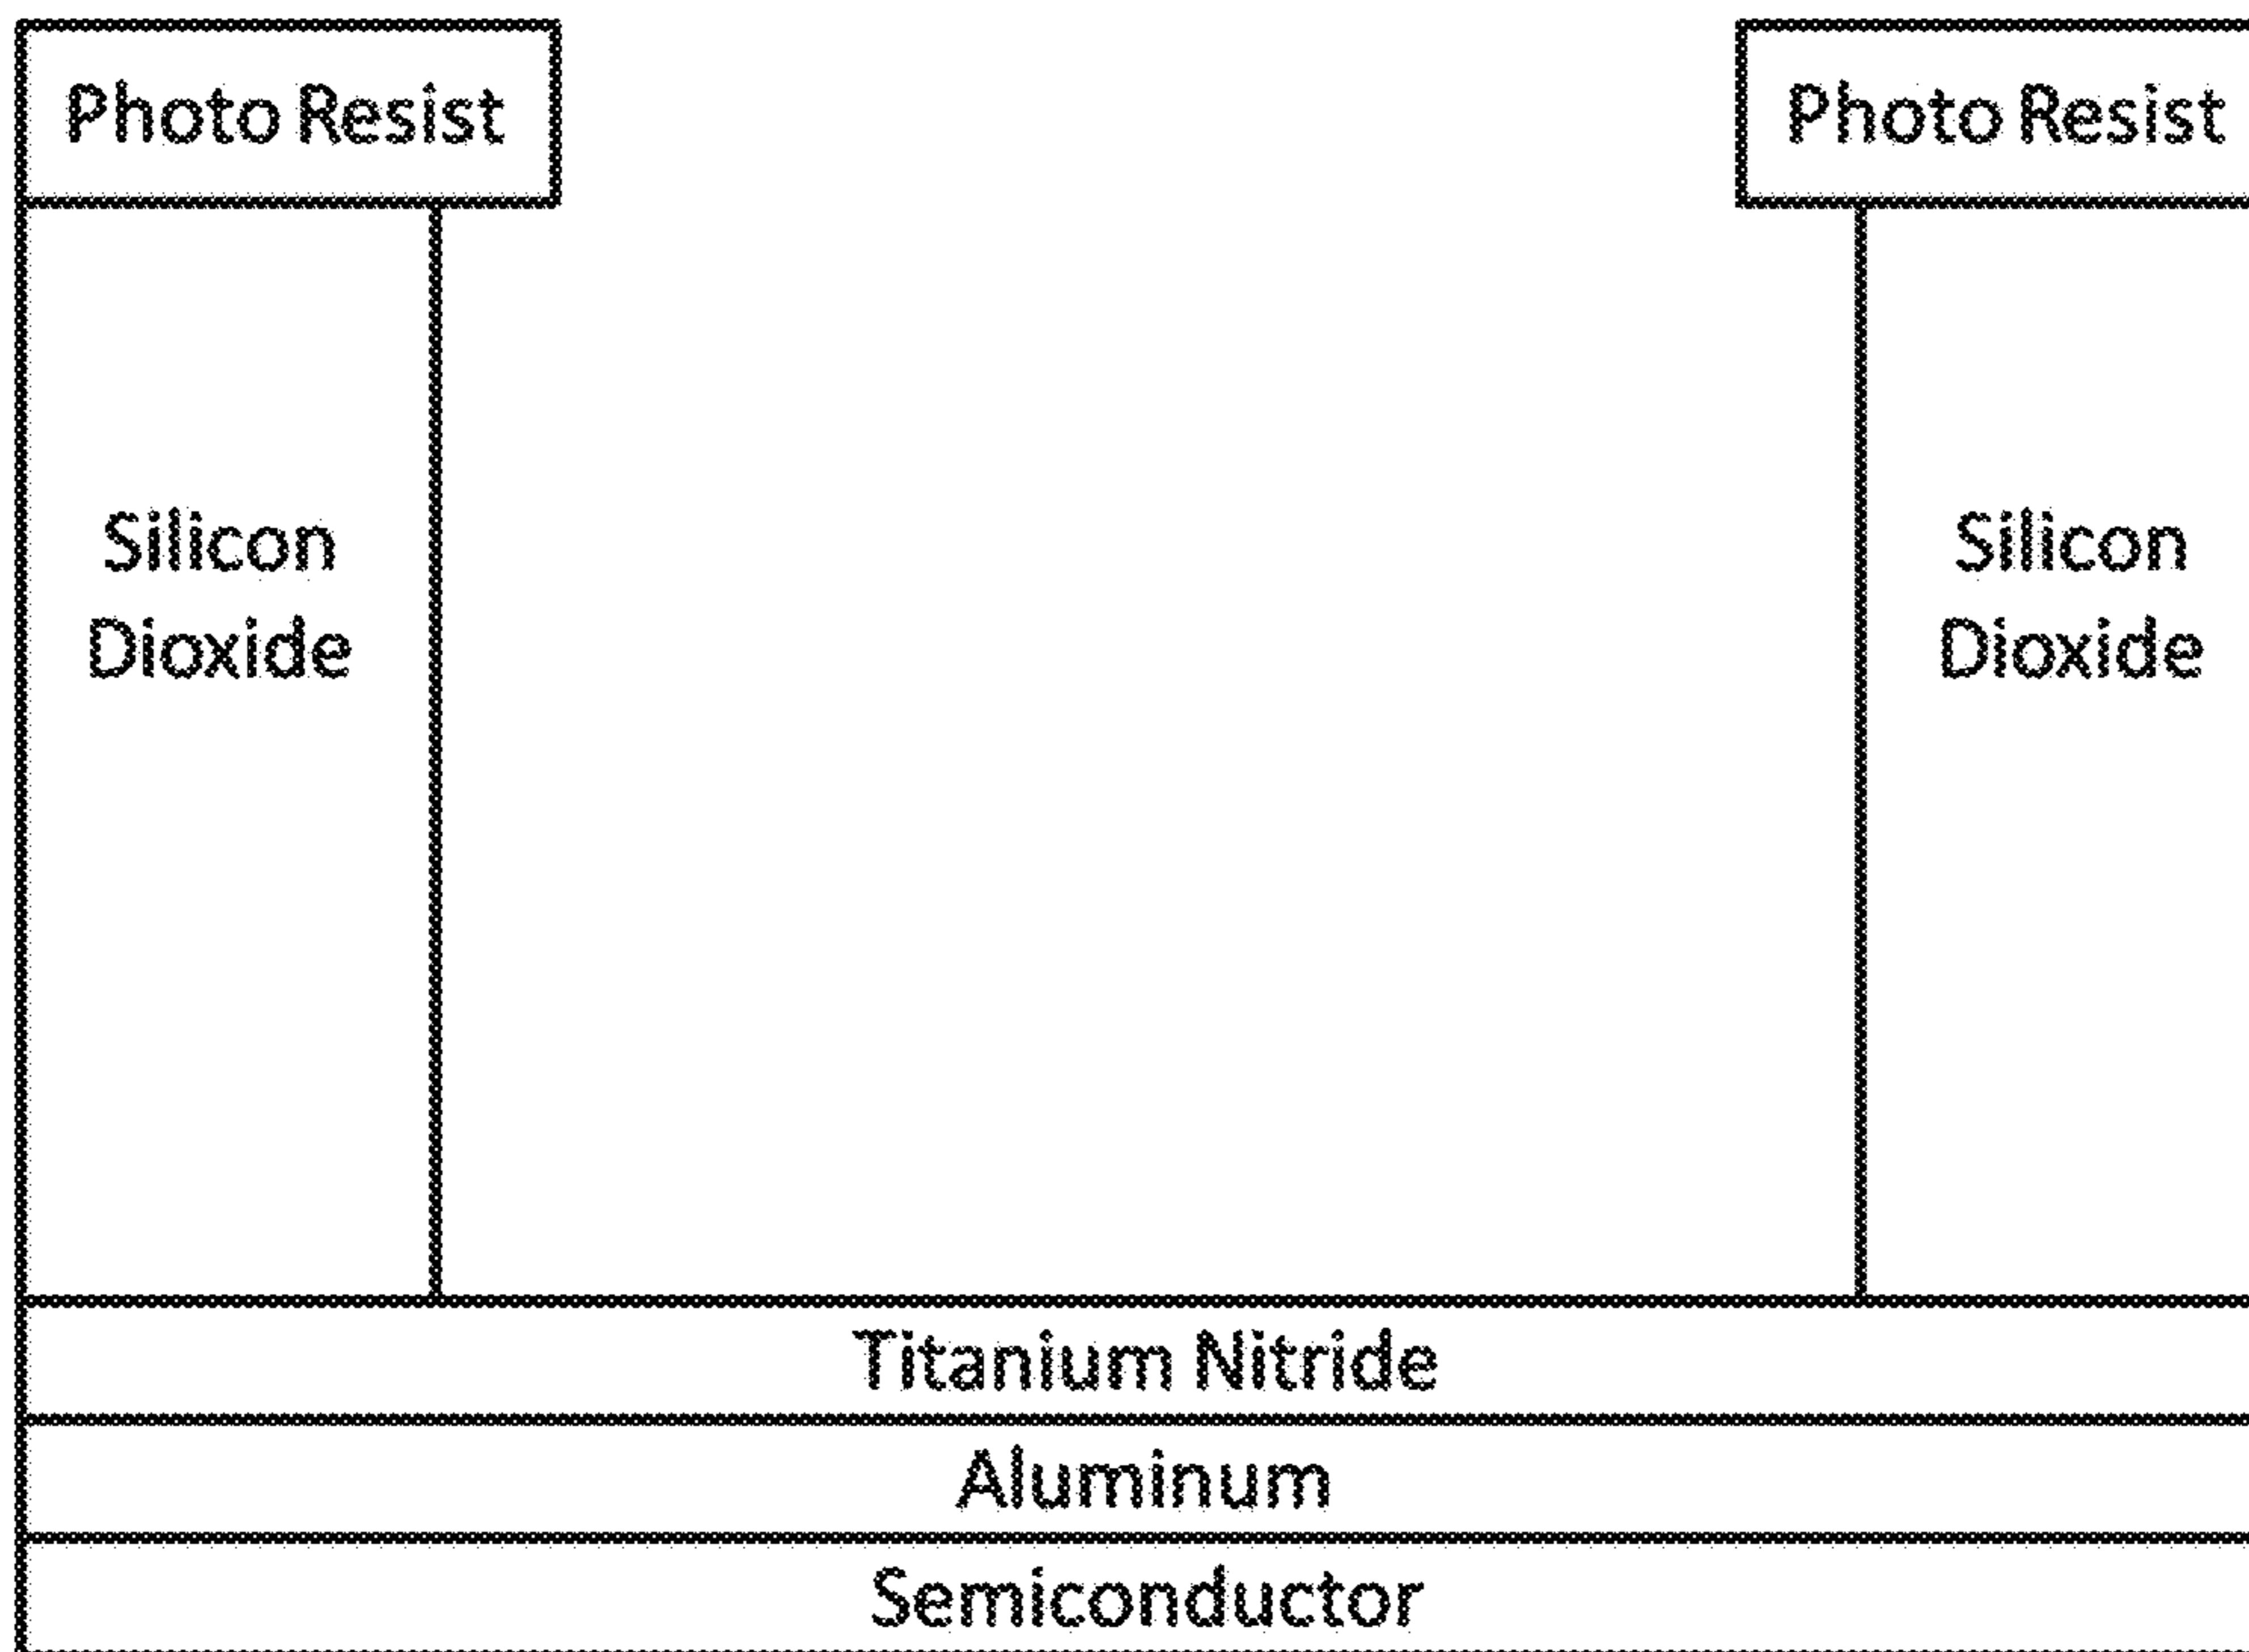 Photo Resist
Photo Resist
Silicon
Dioxide
Silicon
Dioxide
Titanium Nitride
Aluminum
Semiconductor